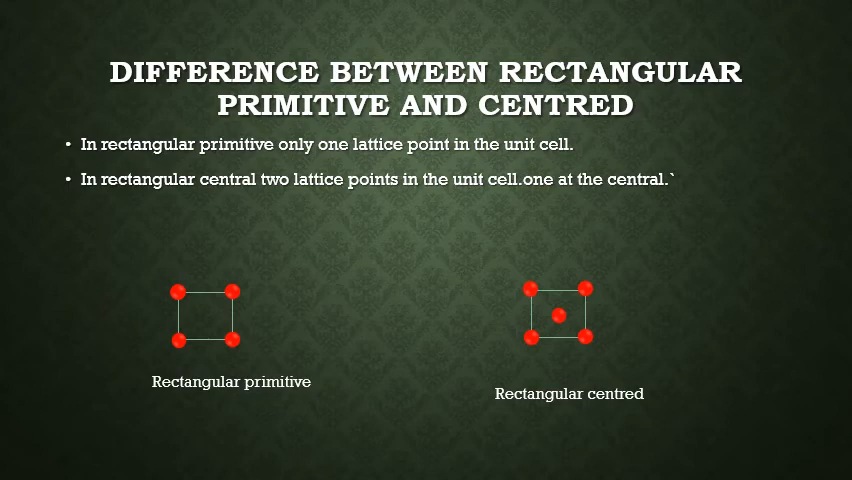 DIFFERENCE BETWEEN RECTANGULAR
PRIMITIVE AND CENTRED
• In rectangular primitive only one lattice point in the unit cell.
• In rectangular central two lattice points in the unit cell.one at the central.`
Rectangular primitive
Rectangular centred